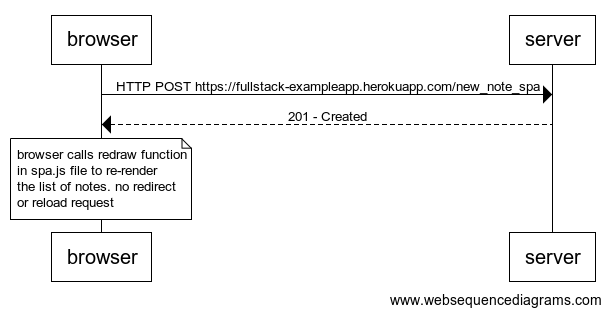 browser
server
HTTP POST https://fullstack-exampleapp.herokuapp.com/new_note_spa
201 - Created
browser calls redraw function
in spa.js file to re-render
the list of notes. no redirect
or reload request
browser
server
www.websequencediagrams.com